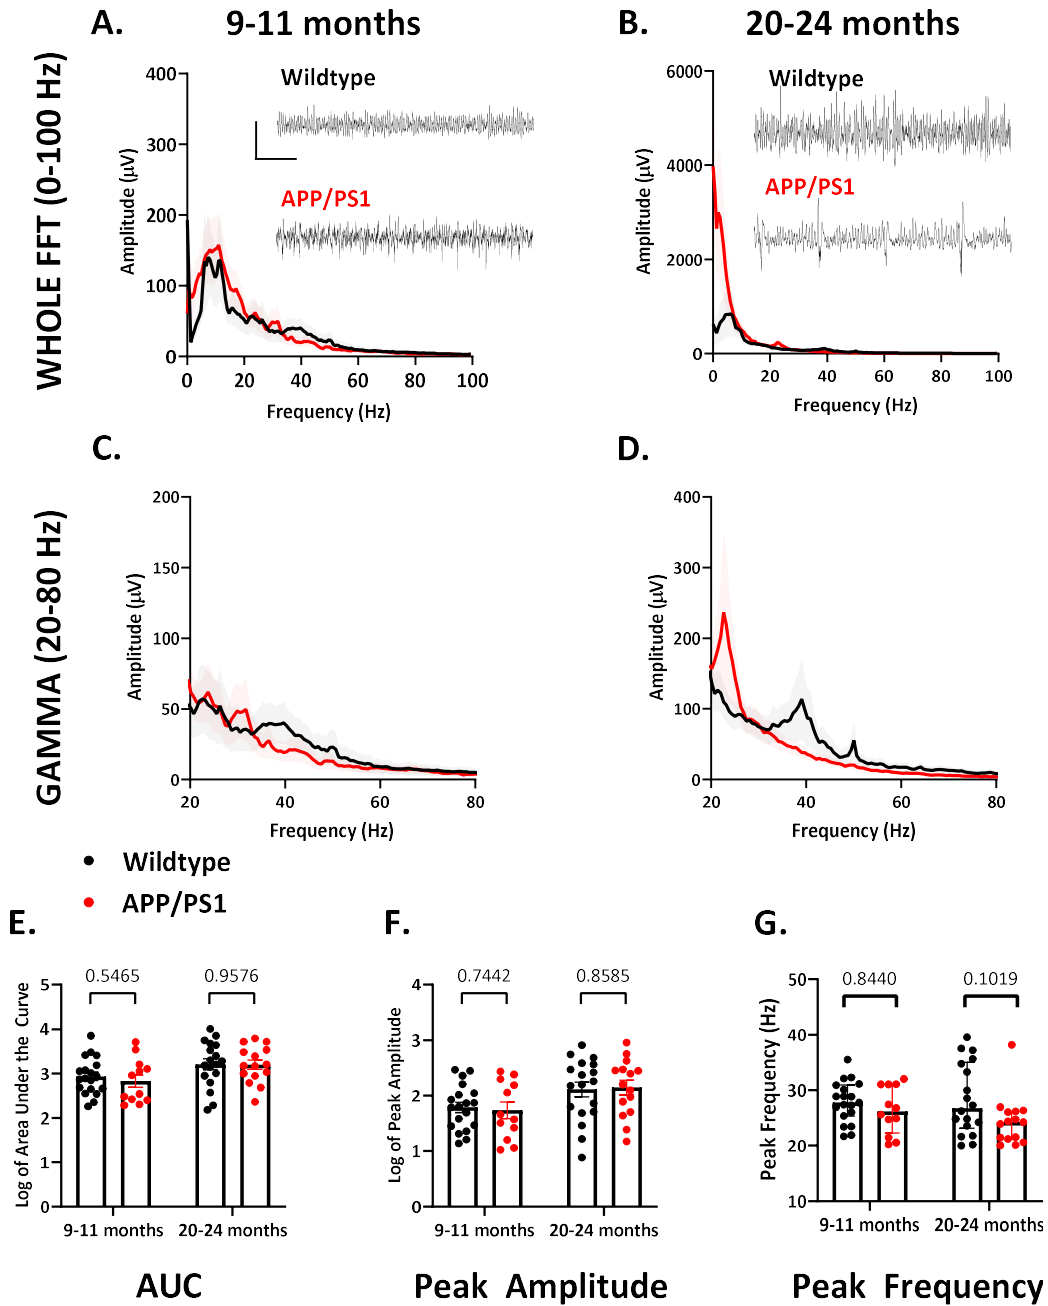 A. 9-11 months
B. 20-24 months
WHOLE FFT (0-100 Hz)
Amplitude (µV)
400
300
200
100
0
Wildtype
APP/PS1
0 20 40 60 80 100
Frequency (Hz)
Amplitude (µV)
6000
4000
2000
0
Wildtype
APP/PS1
0 20 40 60 80 100
Frequency (Hz)
C.
D.
GAMMA (20-80 Hz)
Amplitude (µV)
200
150
100
50
0
20 40 60 80
Frequency (Hz)
Amplitude (µV)
400
300
200
100
0
20 40 60 80
Frequency (Hz)
Wildtype
APP/PS1
E.
Log of Area Under the Curve
5
4
3
2
1
0
0.5465
0.9576
9-11 months 20-24 months
AUC
F.
Log of Peak Amplitude
4
3
2
1
0
0.7442
0.8585
9-11 months 20-24 months
Peak Amplitude
G.
Peak Frequency (Hz)
50
40
30
20
10
0.8440
0.1019
9-11 months 20-24 months
Peak Frequency